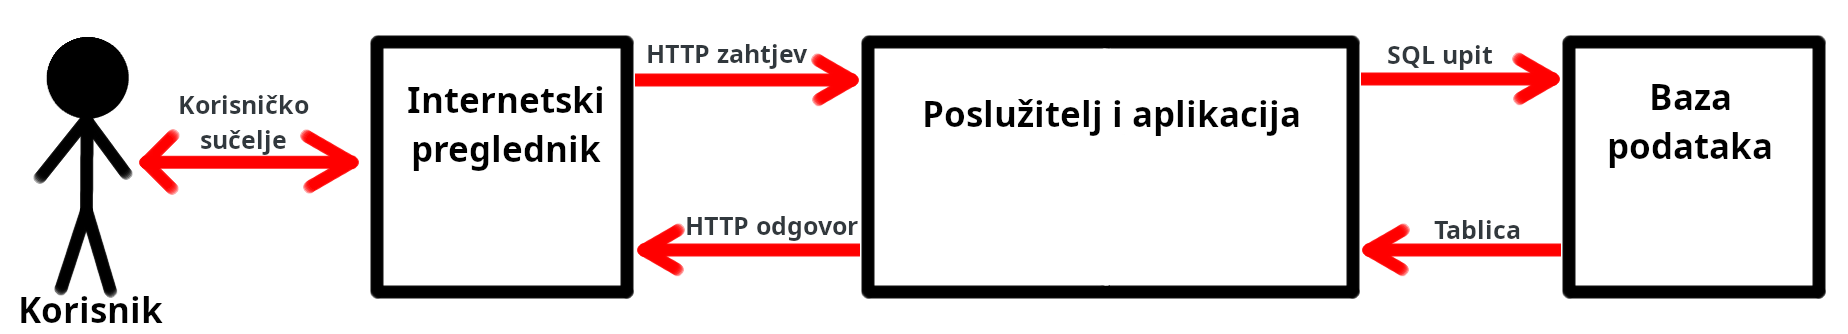 Korisnik
Korisničko
sučelje
Internetski
preglednik
HTTP zahtjev
HTTP odgovor
Poslužitelj i aplikacija
SQL upit
Tablica
Baza
podataka